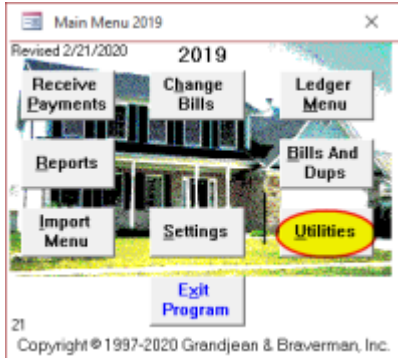 Main Menu 2019
Revised 2/21/2020
2019
Receive
Payments
Change
Bills
Ledger
Menu
Reports
Bills And
Dups
Import
Menu
Settings
Utilities
Exit
Program
21
Copyright © 1997-2020 Grandjean & Braverman, Inc.